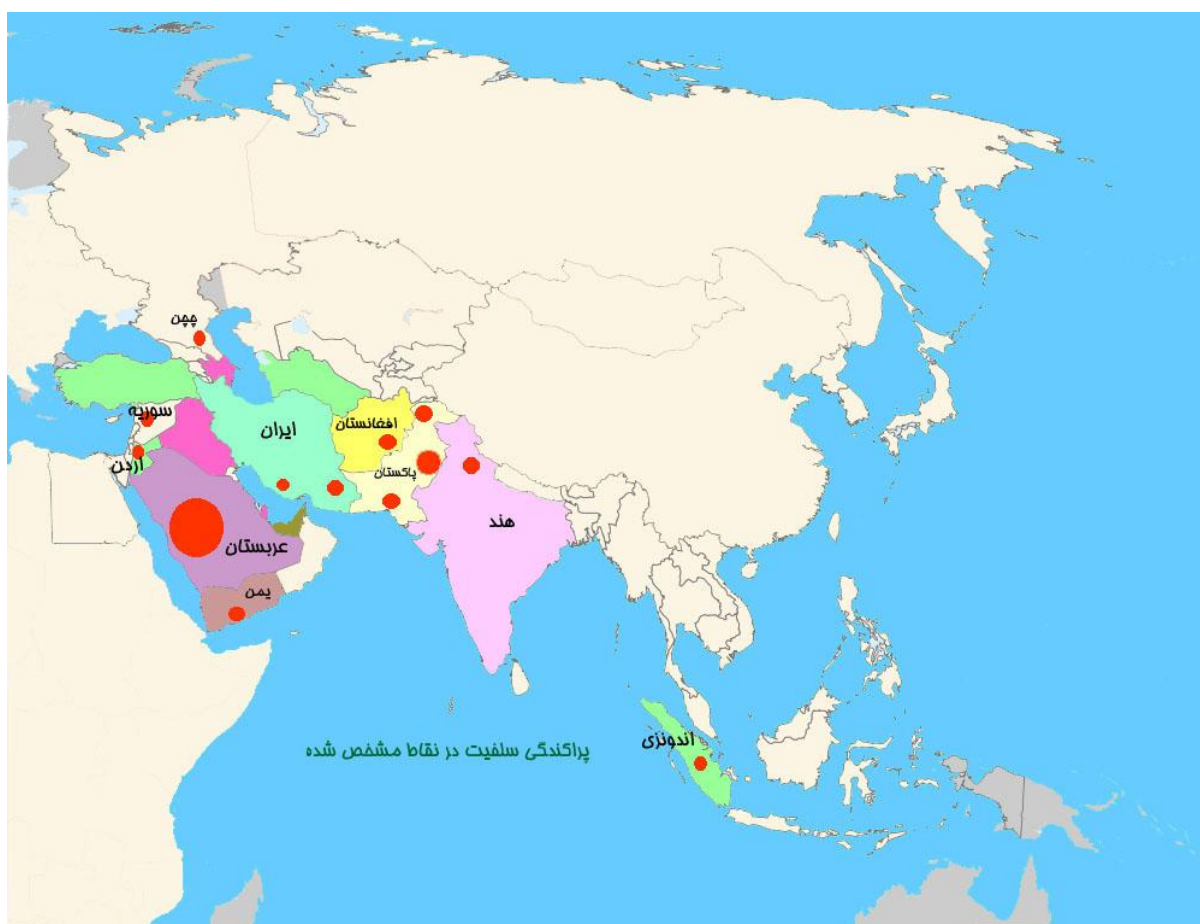 چچن
سوریه
افغانستان
ایران
اردن
پاکستان
هند
عربستان
یمن
اندونزی
پراکندگی سلفیت در نقاط مشخص شده